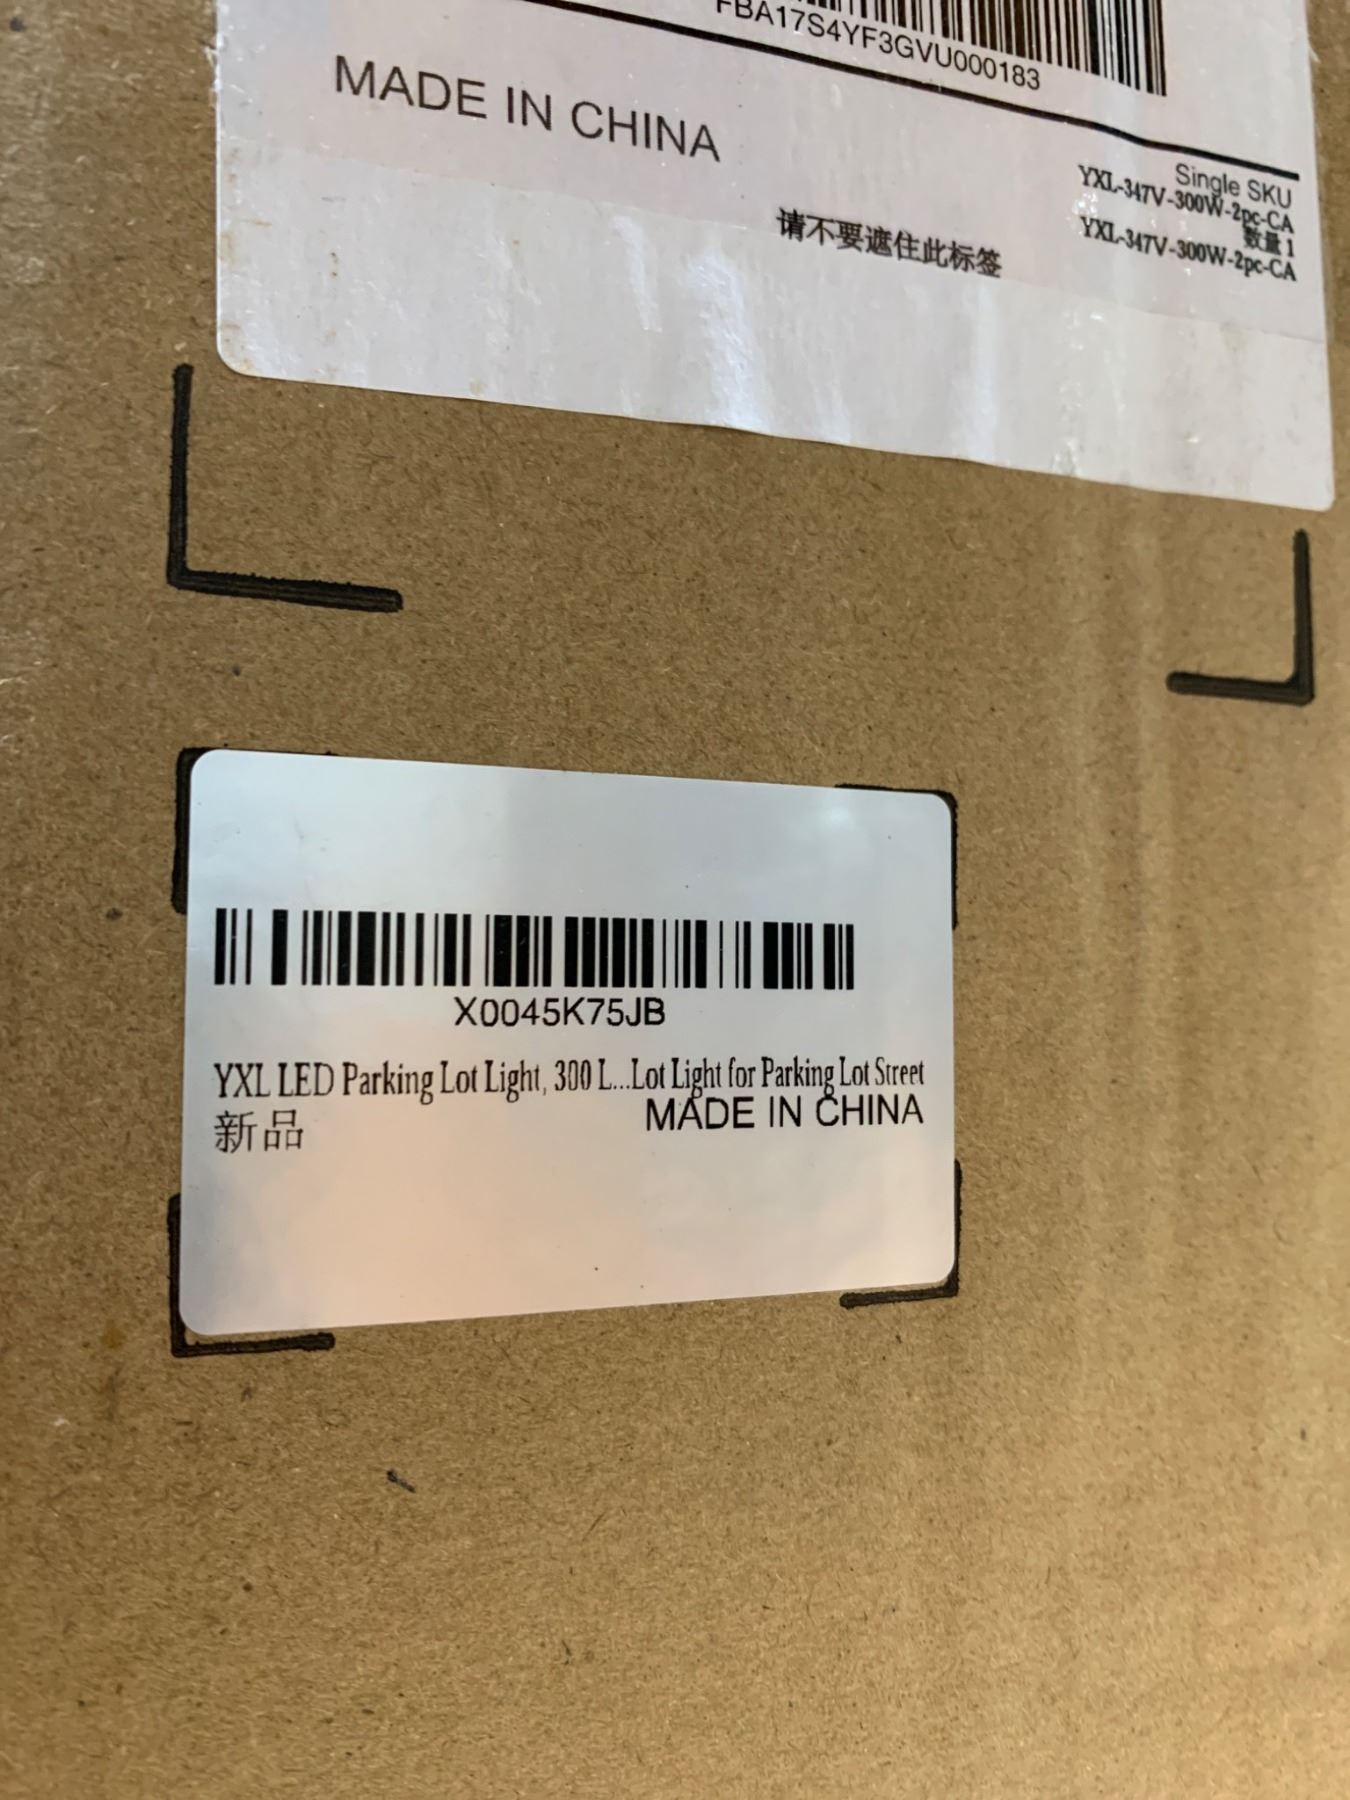 FBA17S4YF3GVU000183
MADE IN CHINA
Single SKU
YXL-347V-300W-2pc-CA
数量 1
YXL-347V-300W-2pc-CA
请不要遮住此标签
X0045K75JB
YXL LED Parking Lot Light, 300 L...Lot Light for Parking Lot Street
新品
MADE IN CHINA